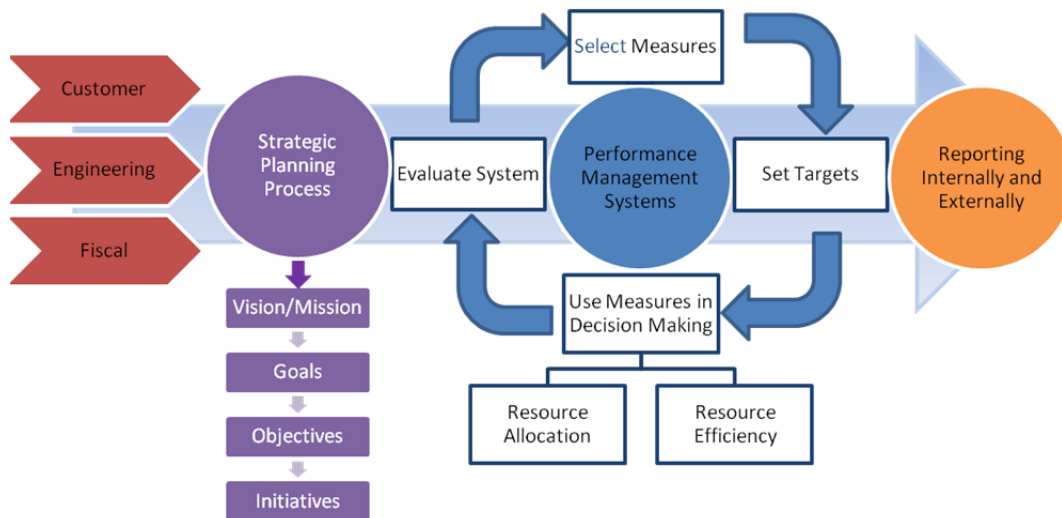 Customer
Engineering
Fiscal
Strategic
Planning
Process
Vision/Mission
Goals
Objectives
Initiatives
Select Measures
Evaluate System
Performance
Management
Systems
Set Targets
Use Measures in
Decision Making
Resource
Allocation
Resource
Efficiency
Reporting
Internally and
Externally